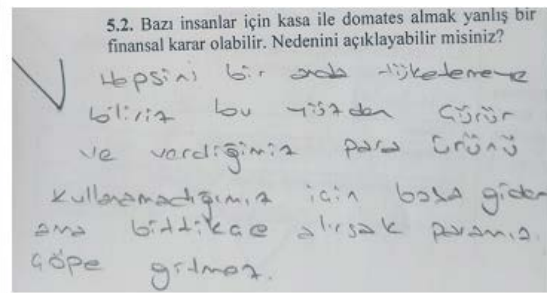 5.2. Bazı insanlar için kasa ile domates almak yanlış bir
finansal karar olabilir. Nedenini açıklayabilir misiniz?
Hepsini bir anda tüketemeye
biliriz bu yüzden çürür
ve verdiğimiz para ürünü
kullanamadığımız için boşa gider
ama bittikçe alırsak paramız
çöpe gitmez.